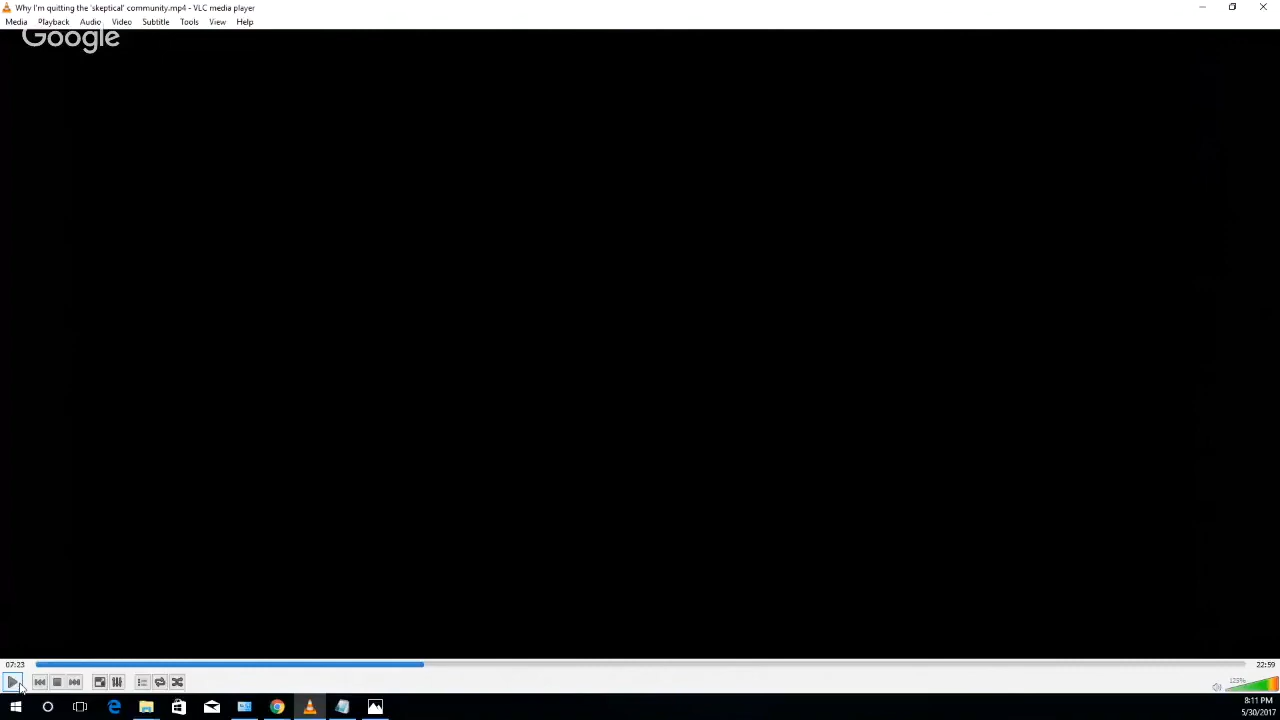 Why I'm quitting the 'skeptical' community.mp4 - VLC media player
Media Playback Audio Video Subtitle Tools View Help
Google
07:23 22:59
125%
8:11 PM
5/30/2017